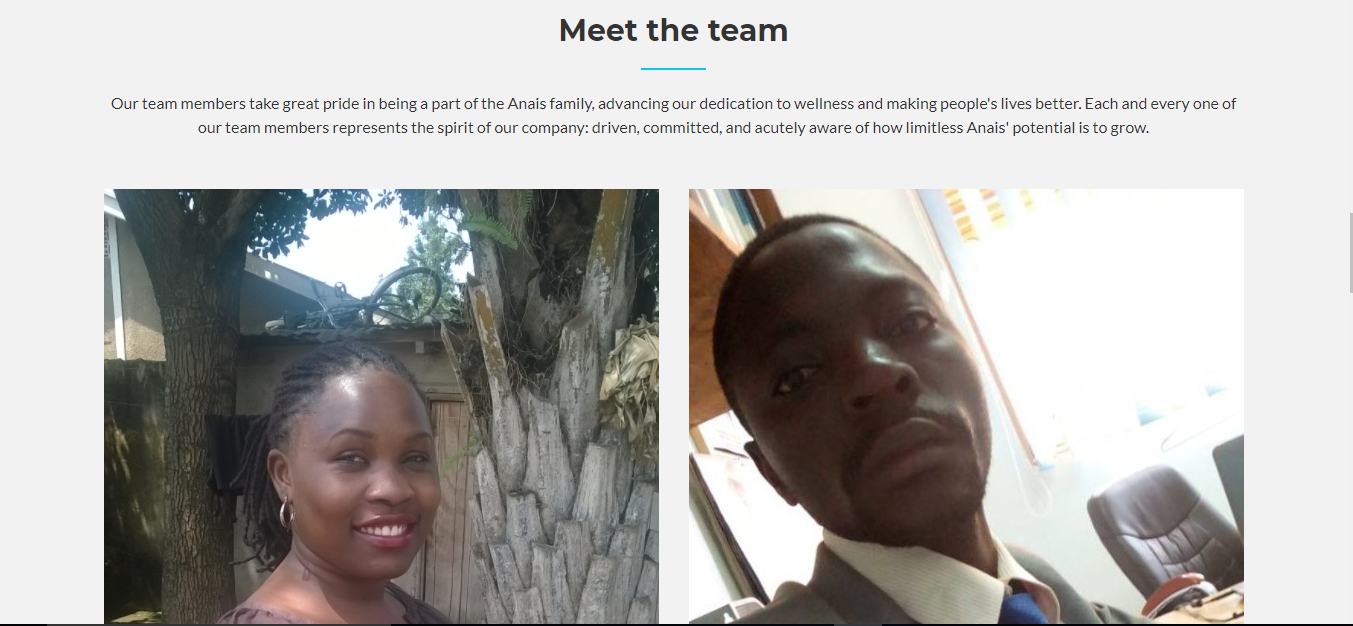 Meet the team
Our team members take great pride in being a part of the Anais family, advancing our dedication to wellness and making people's lives better. Each and every one of
our team members represents the spirit of our company: driven, committed, and acutely aware of how limitless Anais' potential is to grow.